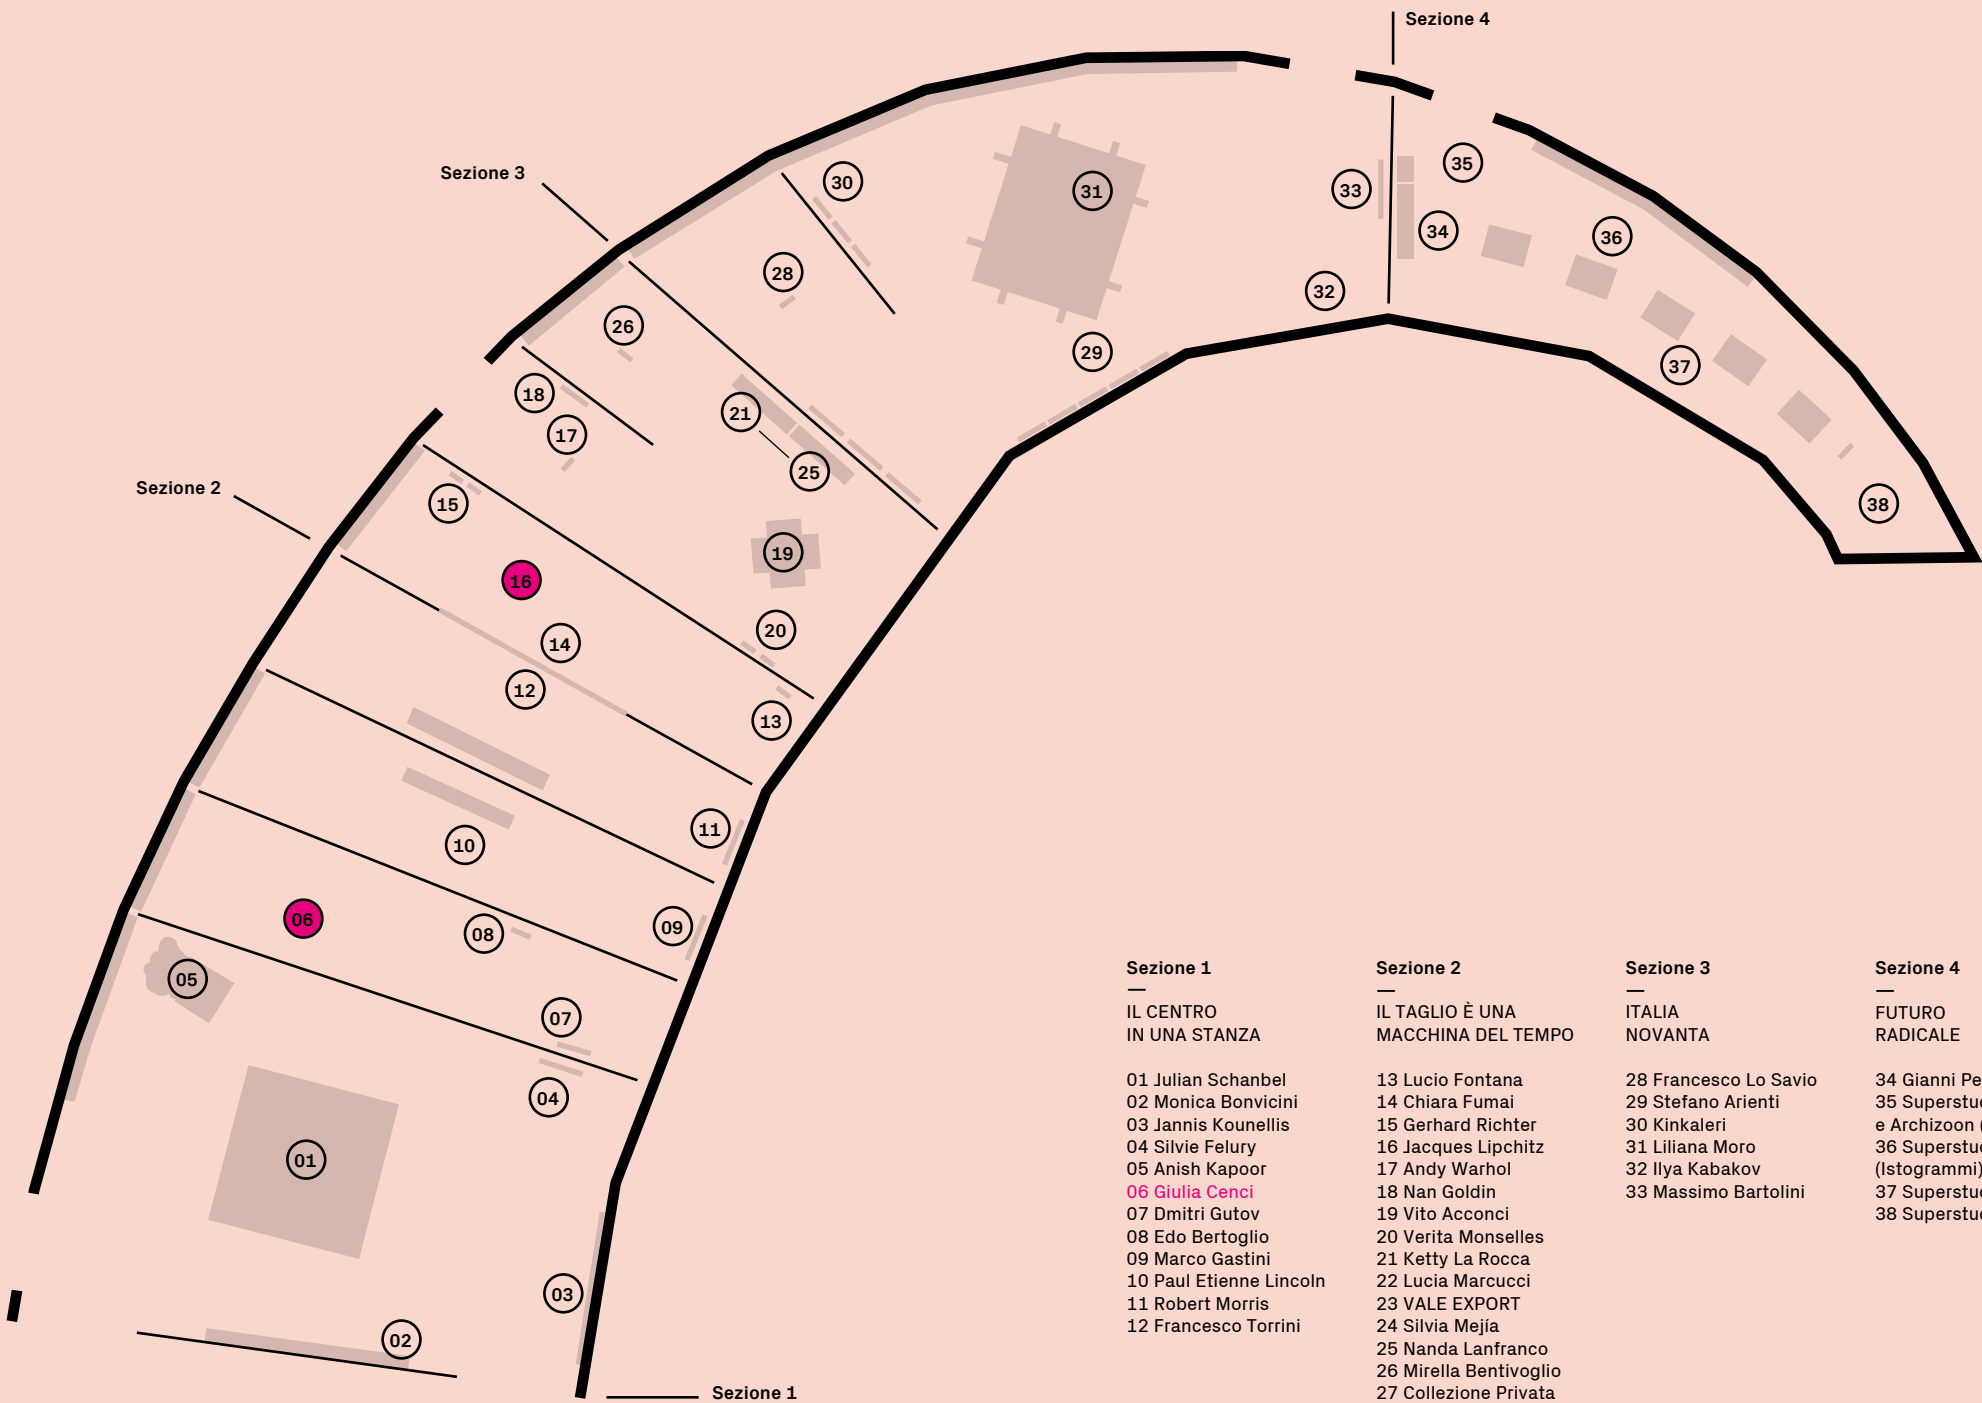 Sezione 4
35
30
Sezione 3
31
33
34
36
28
32
26
29
37
18
21
17
25
Sezione 2
15
38
19
16
20
14
12
13
11
10
06
08
09
05
07
04
01
03
02
Sezione 1
Sezione 1
—
IL CENTRO
IN UNA STANZA
01 Julian Schanbel
02 Monica Bonvicini
03 Jannis Kounellis
04 Silvie Felury
05 Anish Kapoor
06 Giulia Cenci
07 Dmitri Gutov
08 Edo Bertoglio
09 Marco Gastini
10 Paul Etienne Lincoln
11 Robert Morris
12 Francesco Torrini
Sezione 2
—
IL TAGLIO È UNA
MACCHINA DEL TEMPO
13 Lucio Fontana
14 Chiara Fumai
15 Gerhard Richter
16 Jacques Lipchitz
17 Andy Warhol
18 Nan Goldin
19 Vito Acconci
20 Verita Monselles
21 Ketty La Rocca
22 Lucia Marcucci
23 VALE EXPORT
24 Silvia Mejía
25 Nanda Lanfranco
26 Mirella Bentivoglio
27 Collezione Privata
Sezione 3
—
ITALIA
NOVANTA
28 Francesco Lo Savio
29 Stefano Arienti
30 Kinkaleri
31 Liliana Moro
32 Ilya Kabakov
33 Massimo Bartolini
Sezione 4
—
FUTURO
RADICALE
34 Gianni
35
e Archizoon
36
(Istogrammi)
37
38